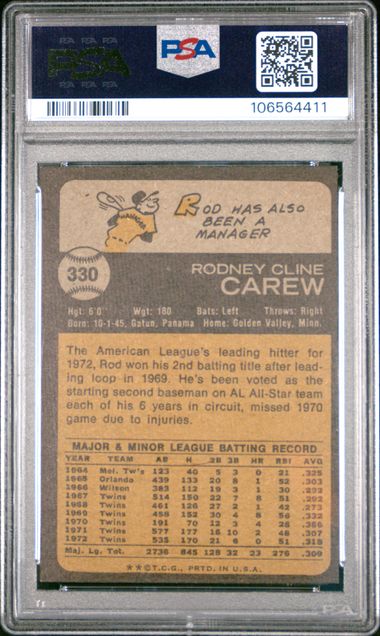 PSA
PSA
106564411
ROD HAS ALSO
BEEN A
MANAGER
MANAGER
330
RODNEY CLINE
CAREW
Hgt: 6'0" Wgt: 180 Bats: Left Throws: Right
Born: 10-1-45, Gatun, Panama Home: Golden Valley, Minn.
The American League's leading hitter for
1972, Rod won his 2nd batting title after lead-
ing loop in 1969. He's been voted as the
starting second baseman on AL All-Star team
each of his 6 years in circuit, missed 1970
game due to injuries.
MAJOR & MINOR LEAGUE BATTING RECORD
YEAR TEAM AB H 2B 3B HR RBI AVG
1964 Mel. Tw's 123 40 5 3 0 21 .325
1965 Orlando 439 133 20 8 1 52 .303
1966 Wilson 383 112 19 3 1 30 .292
1967 Twins 514 150 22 7 8 51 .292
1968 Twins 461 126 27 2 1 42 .273
1969 Twins 458 152 30 4 8 56 .332
1970 Twins 191 70 12 3 4 28 .366
1971 Twins 577 177 16 10 2 48 .307
1972 Twins 535 170 21 6 0 51 .318
Maj. Lg. Tot. 2736 845 128 32 23 276 .309
★★©T.C.G., PRTD. IN U.S.A.